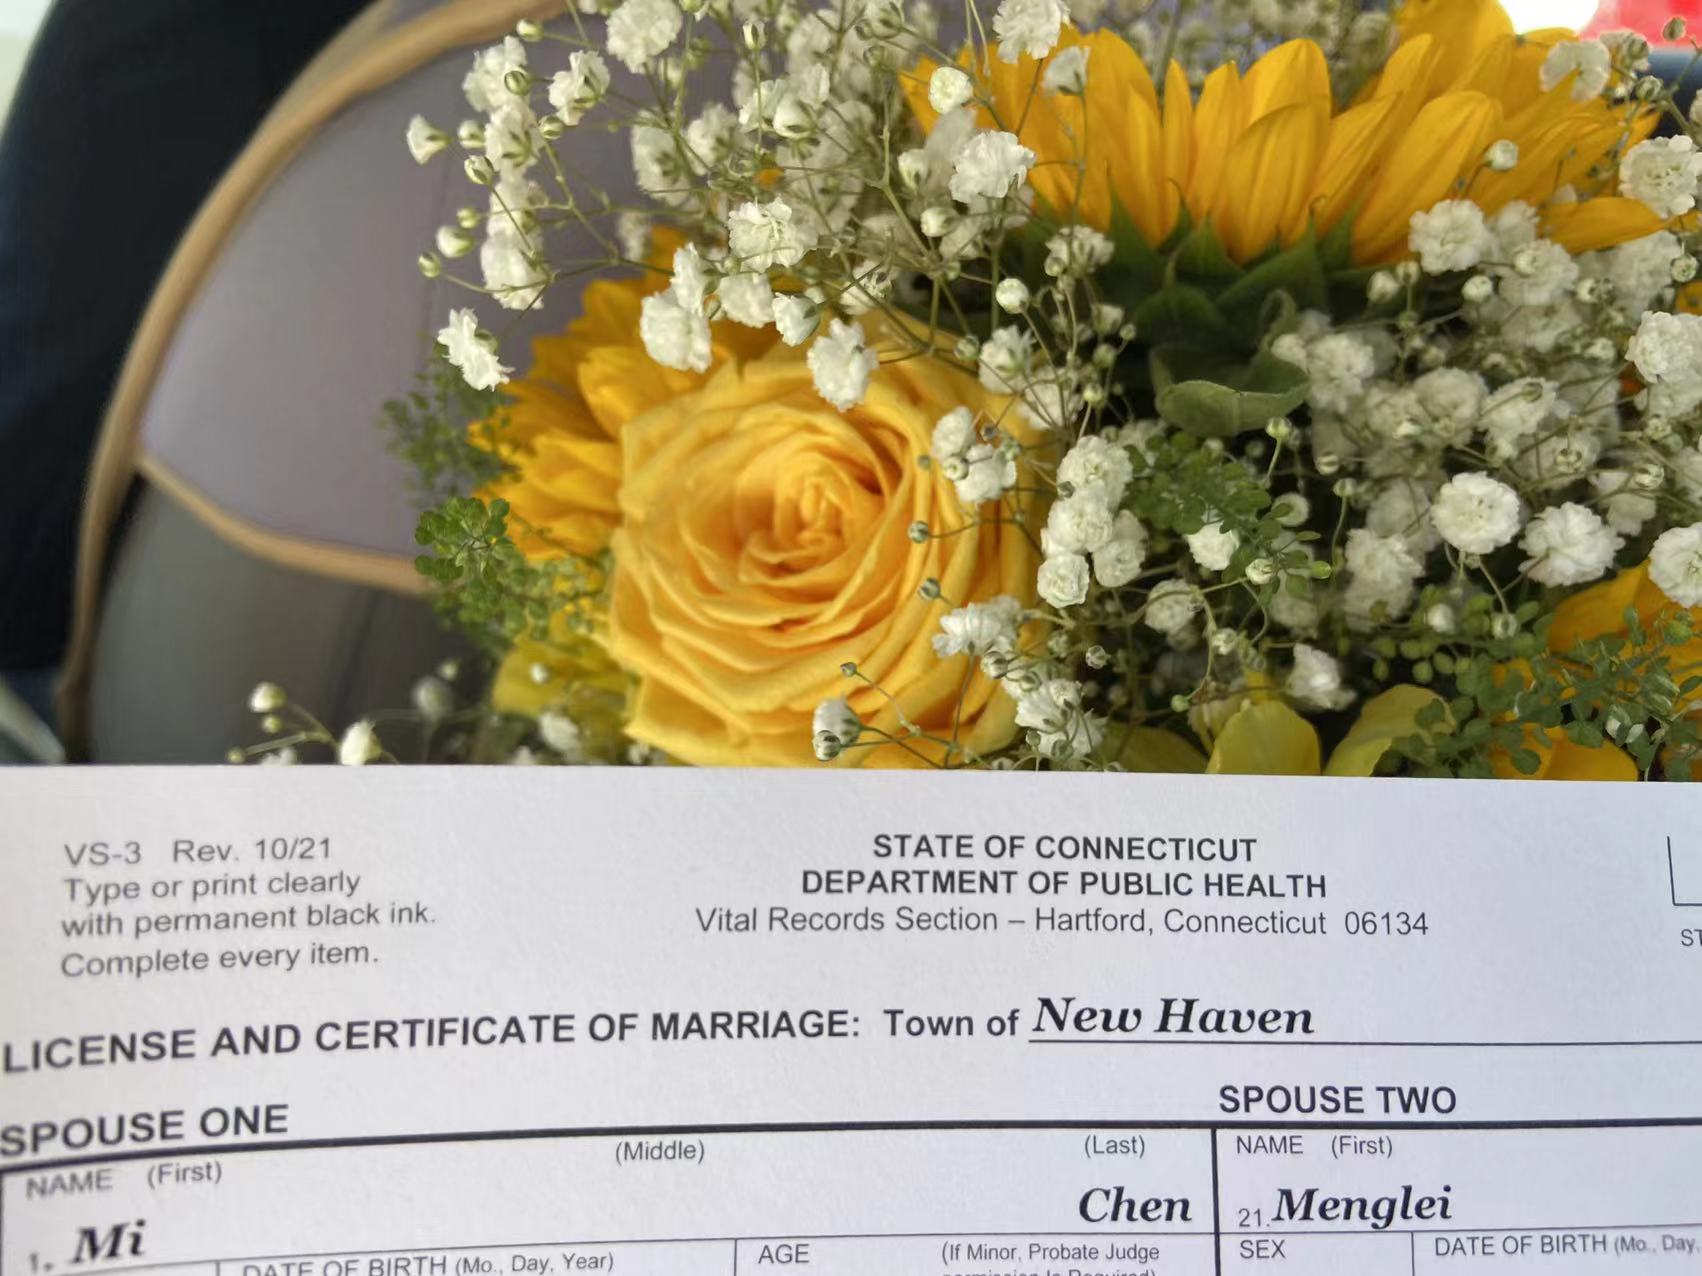 VS-3 Rev. 10/21
Type or print clearly
with permanent black ink.
Complete every item.
STATE OF CONNECTICUT
DEPARTMENT OF PUBLIC HEALTH
Vital Records Section – Hartford, Connecticut 06134
LICENSE AND CERTIFICATE OF MARRIAGE: Town of New Haven
SPOUSE ONE
SPOUSE TWO
NAME (First) (Middle) (Last)
1. Mi Chen
NAME (First)
21. Menglei
DATE OF BIRTH (Mo., Day, Year)
AGE
(If Minor, Probate Judge
permission Is Required)
SEX
DATE OF BIRTH (Mo., Day,